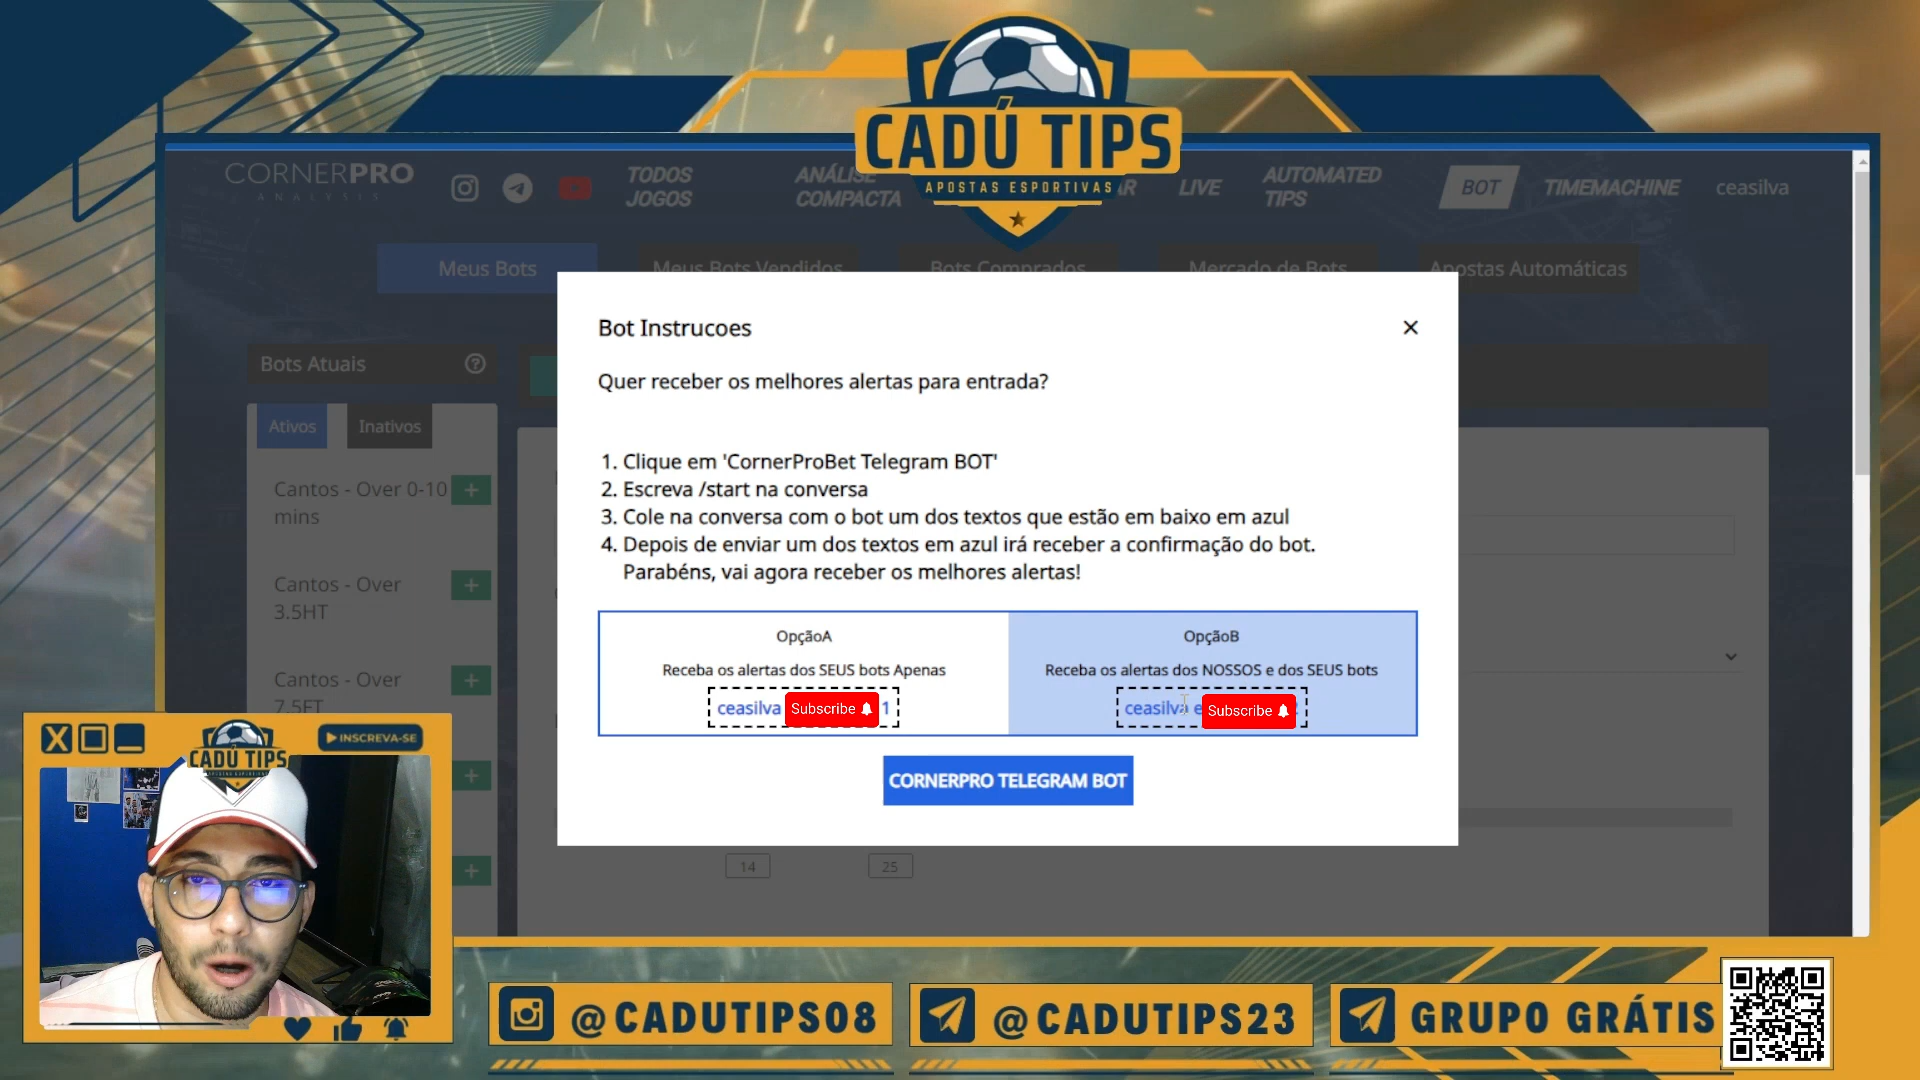 CADÚ TIPS
APOSTAS ESPORTIVAS
CORNERPRO
ANALYSIS
TODOS
JOGOS
ANÁLISE
COMPACTA
LIVE
AUTOMATED
TIPS
BOT
TIMEMACHINE
ceasilva
Meus Bots
Meus Bots Vendidos
Bots Comprados
Mercado de Bots
Apostas Automáticas
Bots Atuais
Ativos
Inativos
Cantos - Over 0-10
mins
Cantos - Over
3.5HT
Cantos - Over
7.5FT
Bot Instrucoes
Quer receber os melhores alertas para entrada?
1. Clique em 'CornerProBet Telegram BOT'
2. Escreva /start na conversa
3. Cole na conversa com o bot um dos textos que estão em baixo em azul
4. Depois de enviar um dos textos em azul irá receber a confirmação do bot.
Parabéns, vai agora receber os melhores alertas!
OpçãoA
Receba os alertas dos SEUS bots Apenas
ceasilva Subscribe 1
OpçãoB
Receba os alertas dos NOSSOS e dos SEUS bots
ceasilva e Subscribe
CORNERPRO TELEGRAM BOT
14
25
CADÚ TIPS
INSCREVA-SE
@CADUTIPS08
@CADUTIPS23
GRUPO GRÁTIS